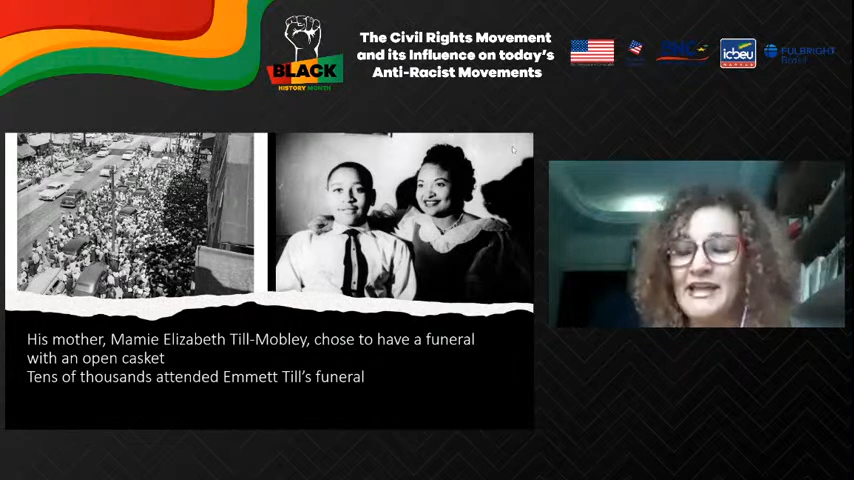 The Civil Rights Movement
and its Influence on today's
Anti-Racist Movements
BLACK
HISTORY MONTH
icbeu
FULBRIGHT
Brasil
His mother, Mamie Elizabeth Till-Mobley, chose to have a funeral
with an open casket
Tens of thousands attended Emmett Till's funeral